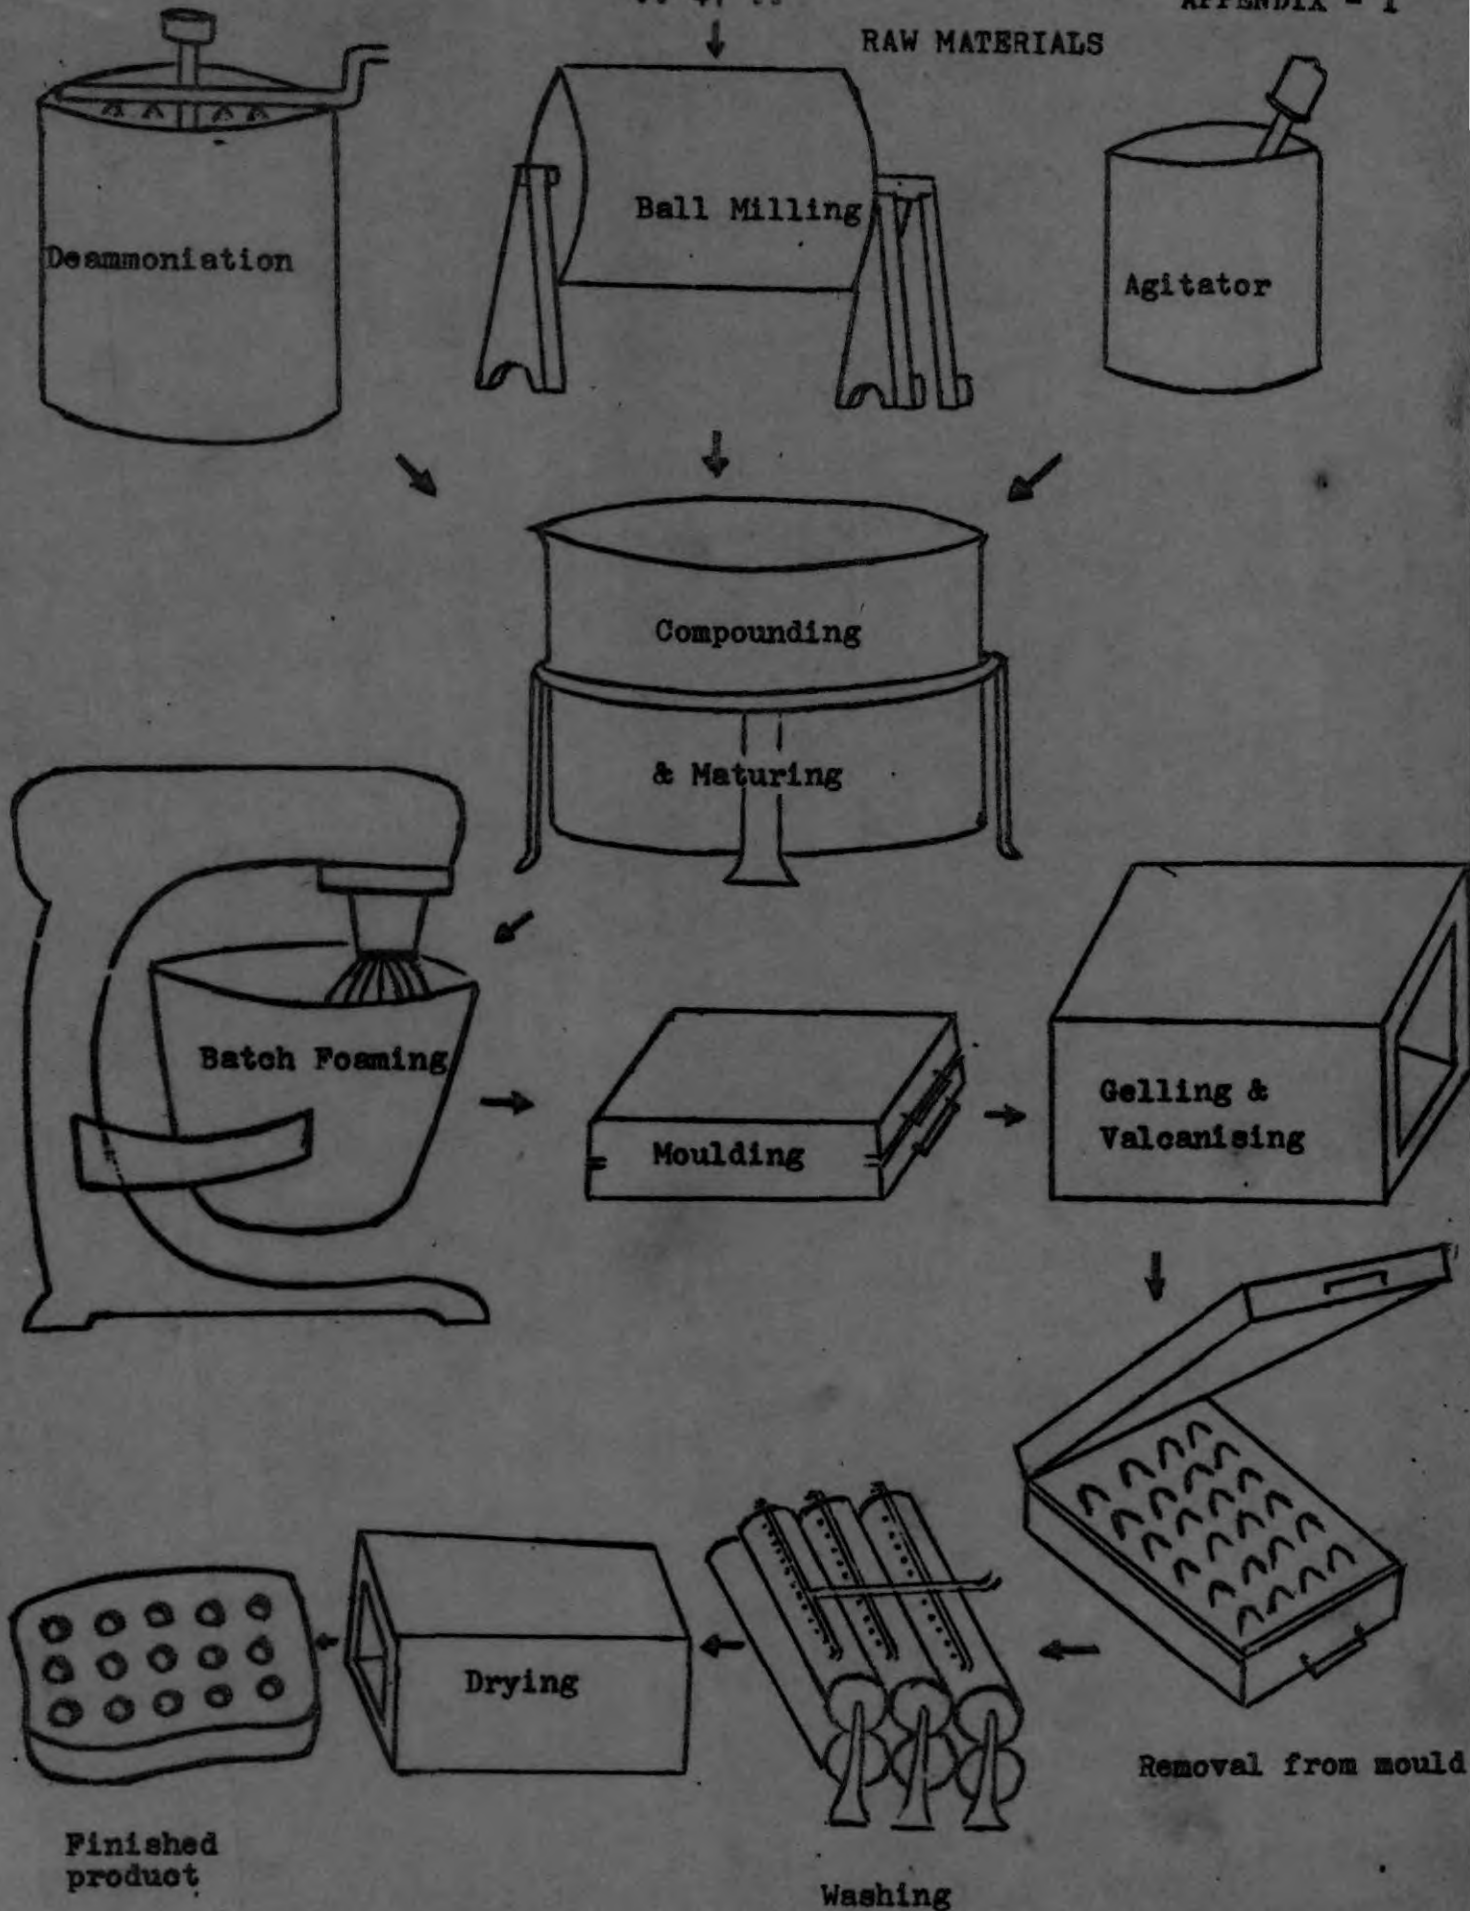 APPENDIX - I
RAW MATERIALS
Deammoniation
Ball Milling
Agitator
Compounding
& Maturing
Batch Foaming
Moulding
Gelling &
Valcanising
Removal from mould
Washing
Drying
Finished
product